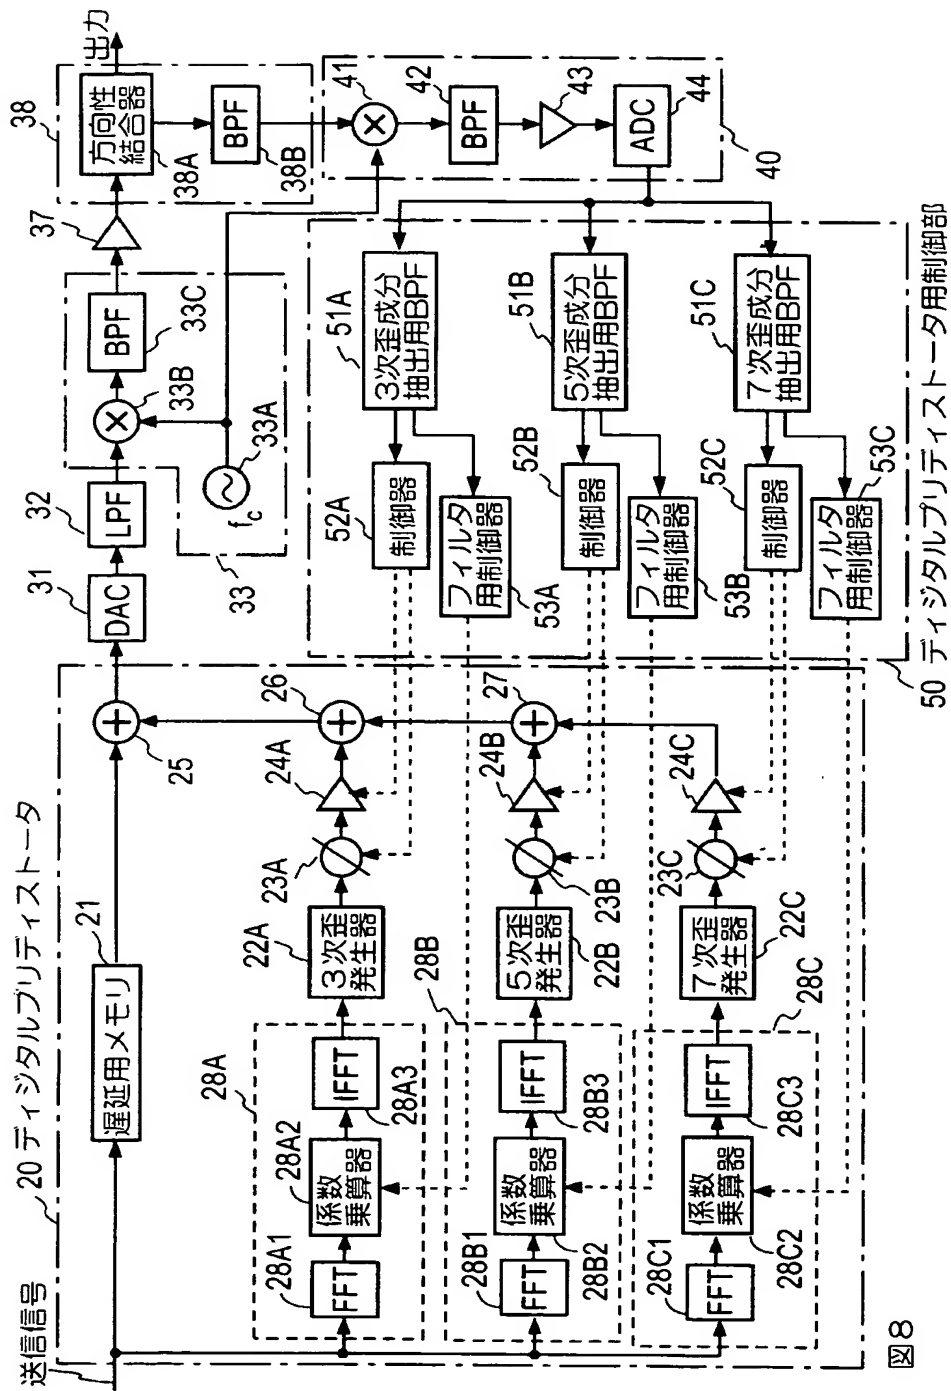 送信信号
20 ディジタルプリディストータ
21
遅延用メモリ
25
31
DAC
32
LPF
33
33B
33A
fc
BPF
33C
37
38
方向性
結合器
38A
BPF
38B
出力
28A
28A1
FFT
28A2
係数
乗算器
IFFT
28A3
22A
3次歪
発生器
23A
24A
26
28B
28B1
FFT
係数
乗算器
28B2
IFFT
28B3
5次歪
発生器
22B
23B
24B
27
28C1
FFT
係数
乗算器
28C2
IFFT
28C3
28C
7次歪
発生器
22C
23C
24C
41
42
BPF
43
ADC
44
40
51A
3次歪成分
抽出用BPF
52A
制御器
フィルタ
用制御器
53A
51B
5次歪成分
抽出用BPF
52B
制御器
フィルタ
用制御器
53B
51C
7次歪成分
抽出用BPF
52C
制御器
フィルタ
用制御器
53C
50 ディジタルプリディストータ用制御部
図8